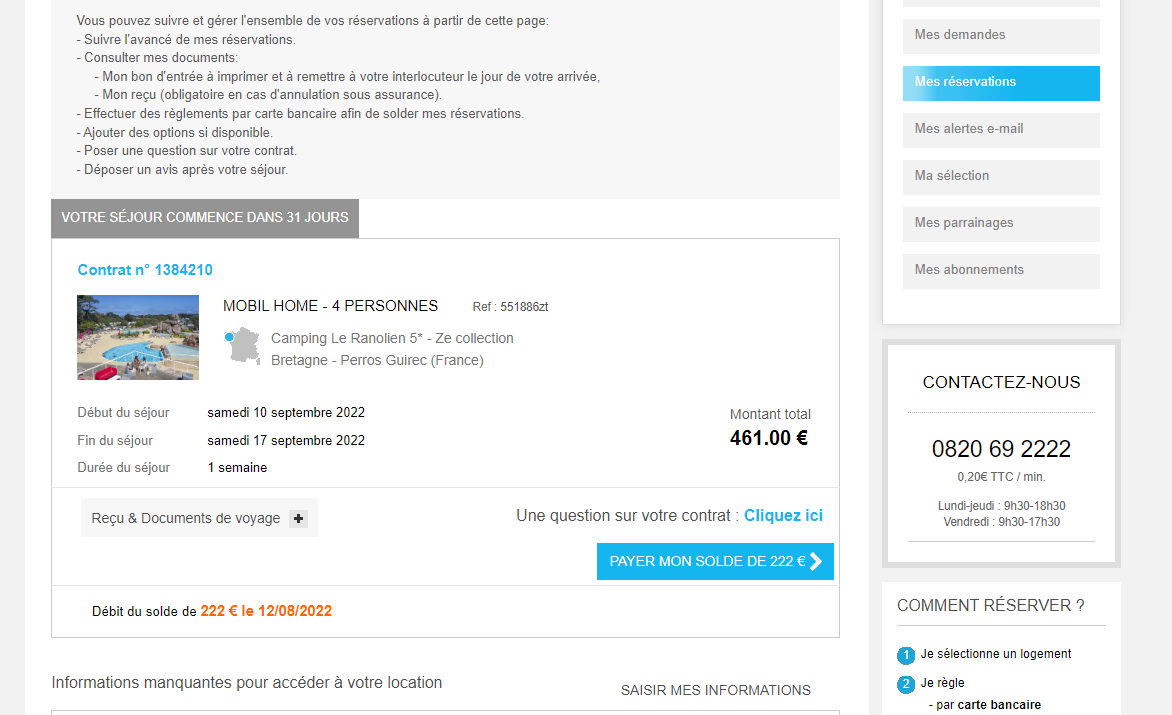 Vous pouvez suivre et gérer l'ensemble de vos réservations à partir de cette page:
- Suivre l'avancé de mes réservations.
- Consulter mes documents:
- Mon bon d'entrée à imprimer et à remettre à votre interlocuteur le jour de votre arrivée,
- Mon reçu (obligatoire en cas d'annulation sous assurance).
- Effectuer des règlements par carte bancaire afin de solder mes réservations.
- Ajouter des options si disponible.
- Poser une question sur votre contrat.
- Déposer un avis après votre séjour.
VOTRE SÉJOUR COMMENCE DANS 31 JOURS
Contrat n° 1384210
MOBIL HOME - 4 PERSONNES Ref : 551886zt
Camping Le Ranolien 5* - Ze collection
Bretagne - Perros Guirec (France)
Début du séjour samedi 10 septembre 2022
Fin du séjour samedi 17 septembre 2022
Durée du séjour 1 semaine
Montant total
461.00 €
Reçu & Documents de voyage +
Une question sur votre contrat : Cliquez ici
PAYER MON SOLDE DE 222 €
Débit du solde de 222 € le 12/08/2022
Informations manquantes pour accéder à votre location
SAISIR MES INFORMATIONS
Mes demandes
Mes réservations
Mes alertes e-mail
Ma sélection
Mes parrainages
Mes abonnements
CONTACTEZ-NOUS
0820 69 2222
0,20€ TTC / min.
Lundi-jeudi : 9h30-18h30
Vendredi : 9h30-17h30
COMMENT RÉSERVER ?
1 Je sélectionne un logement
2 Je règle
- par carte bancaire